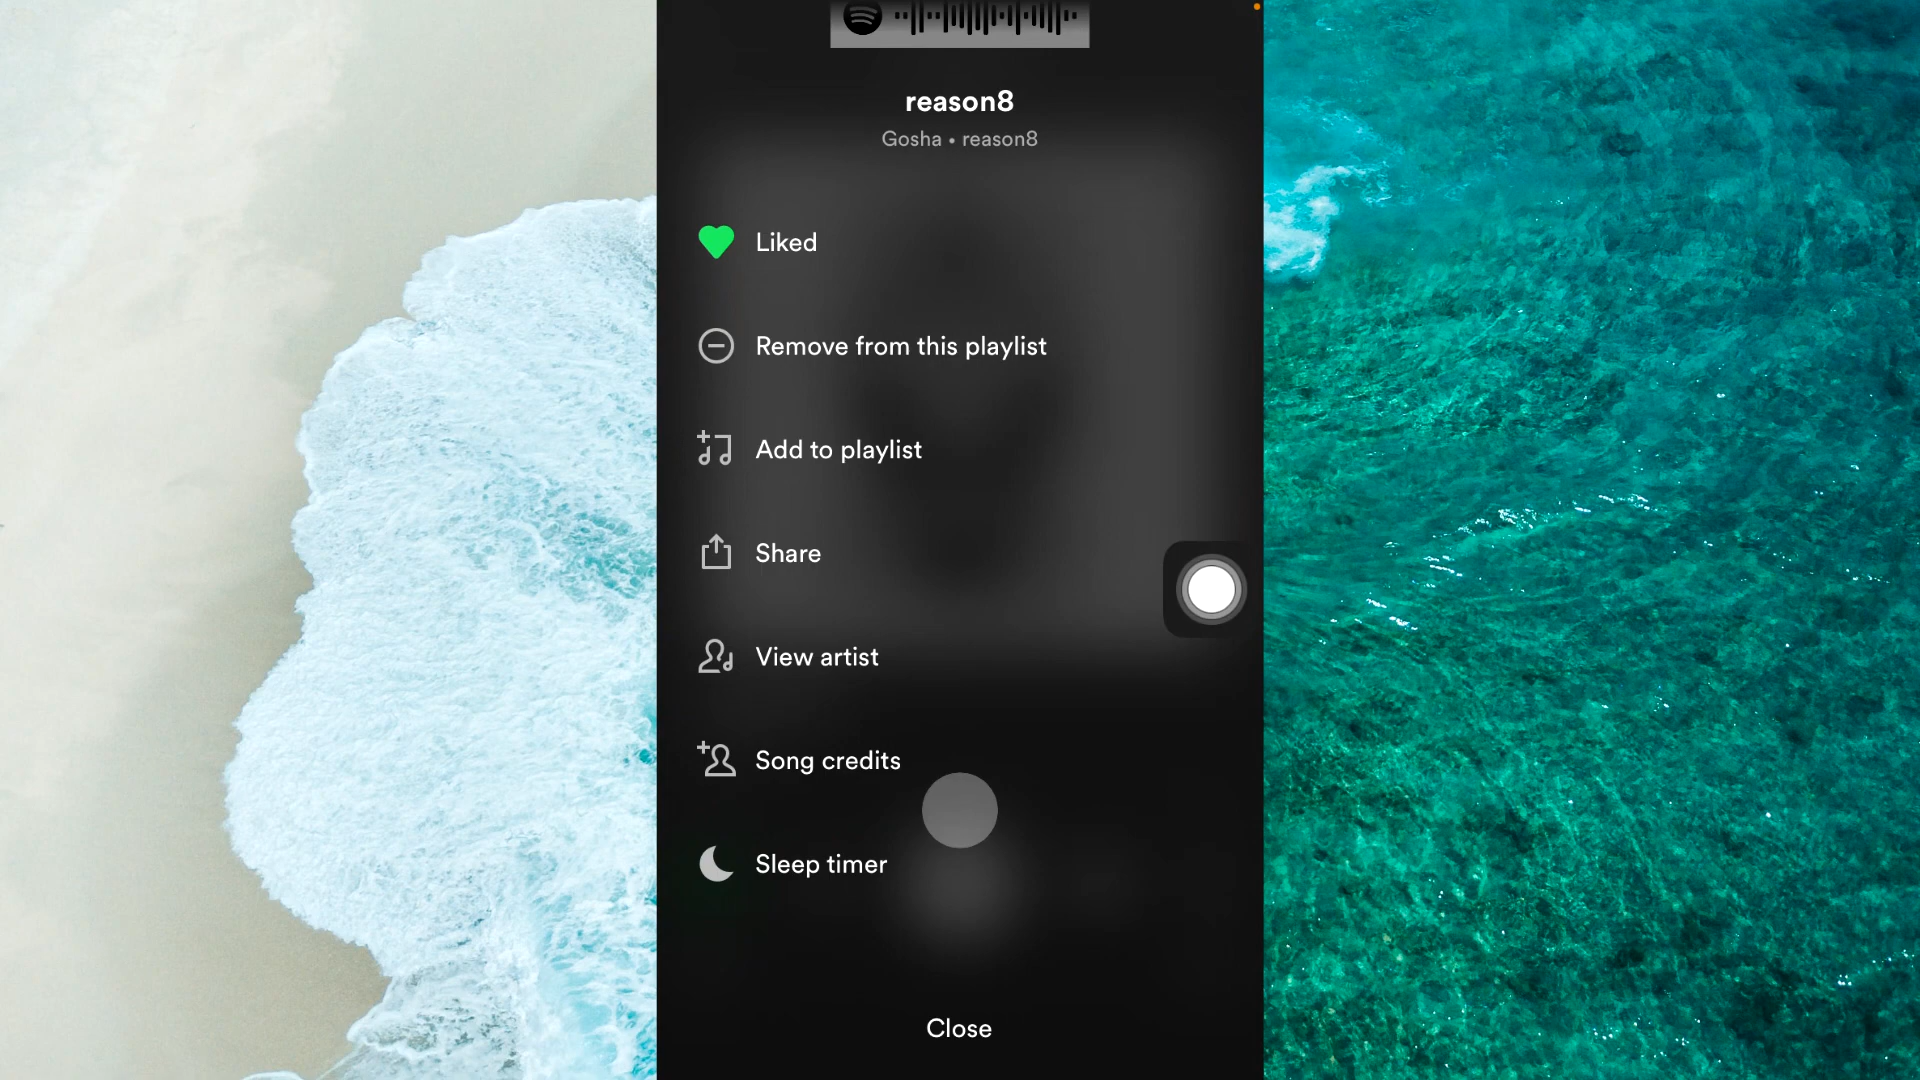 reason8
Gosha • reason8
Liked
Remove from this playlist
Add to playlist
Share
View artist
Song credits
Sleep timer
Close